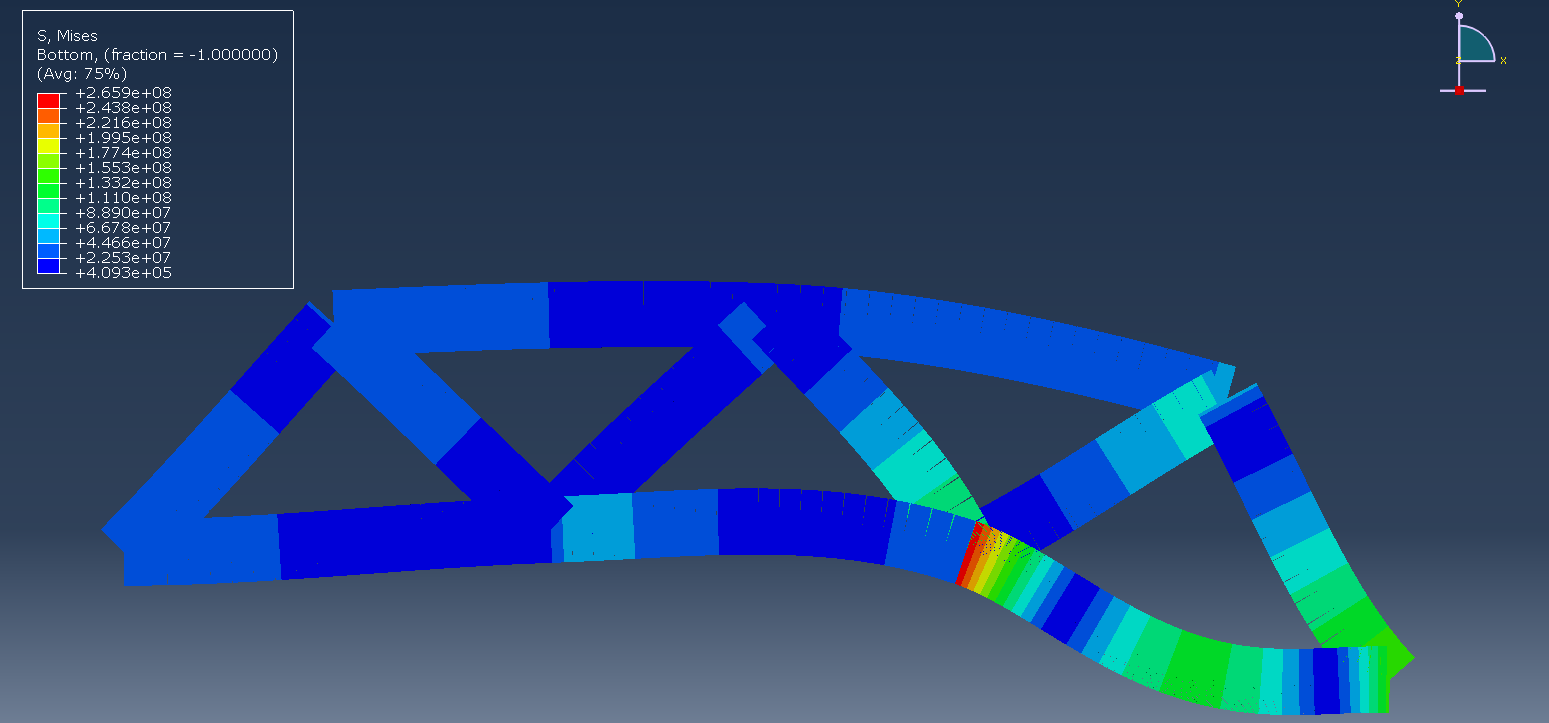 S, Mises
Bottom, (fraction = -1.000000)
(Avg: 75%)
+2.659e+08
+2.438e+08
+2.216e+08
+1.995e+08
+1.774e+08
+1.553e+08
+1.332e+08
+1.110e+08
+8.890e+07
+6.678e+07
+4.466e+07
+2.253e+07
+4.093e+05
Y
Z
X